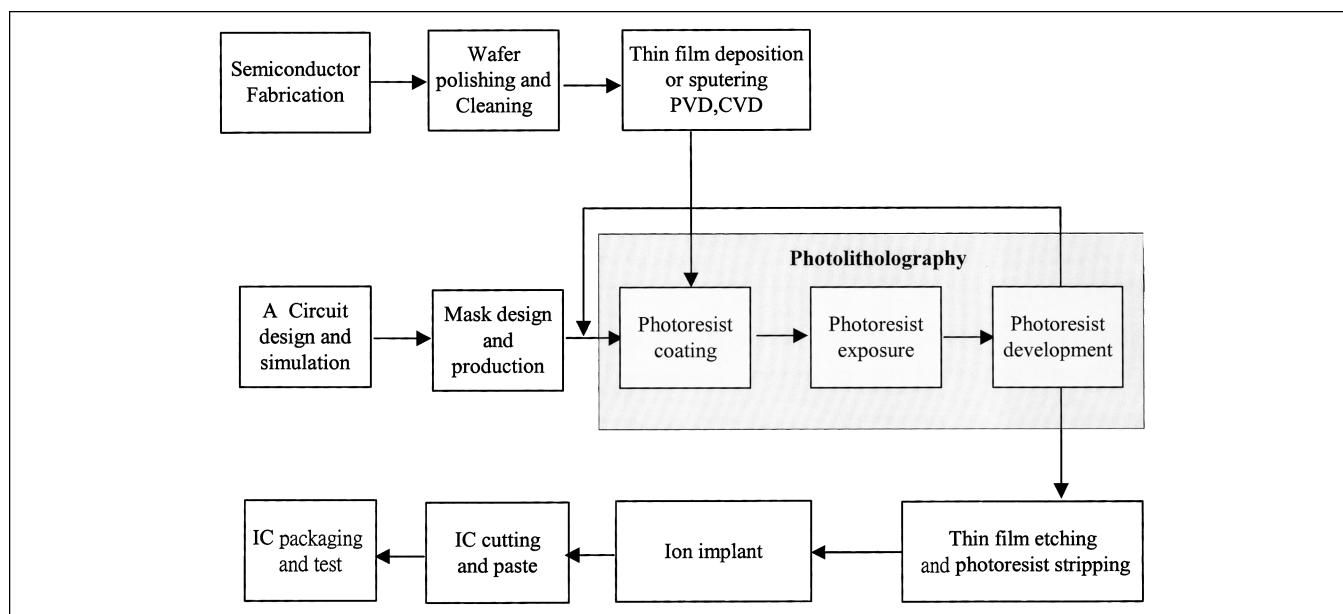 Semiconductor
Fabrication
Wafer
polishing and
Cleaning
Thin film deposition
or sputering
PVD,CVD
Photolitholography
A Circuit
design and
simulation
Mask design
and
production
Photoresist
coating
Photoresist
exposure
Photoresist
development
IC packaging
and test
IC cutting
and paste
Ion implant
Thin film etching
and photoresist stripping